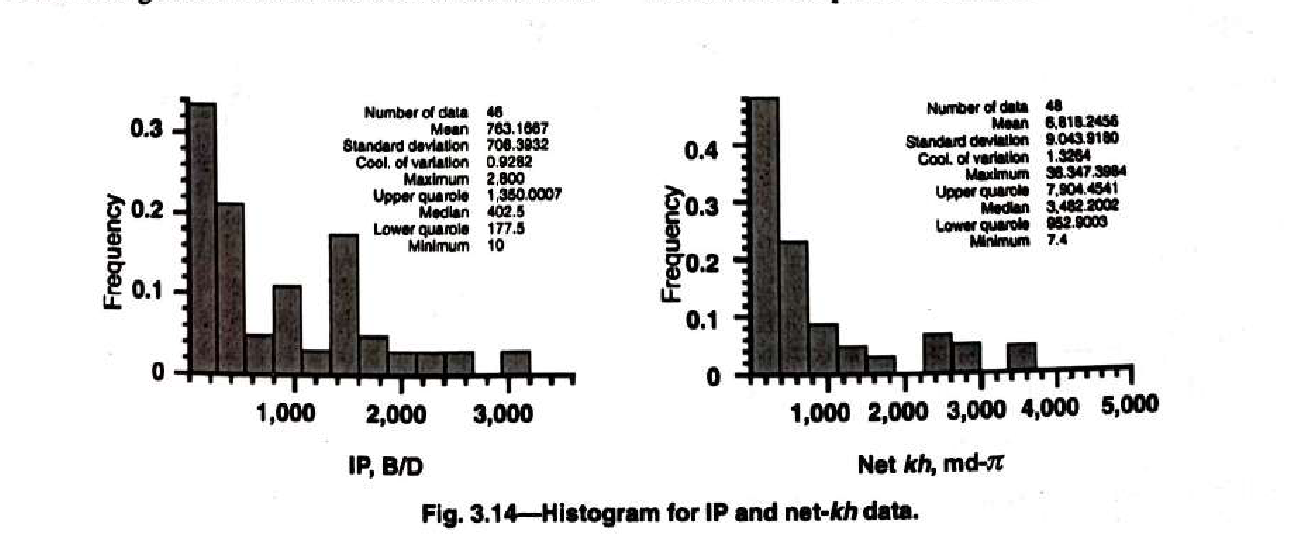 Frequency
0.3
0.2
0.1
0
Number of data 48
Mean 763.1667
Standard deviation 708.3932
Cool. of variation 0.9282
Maximum 2.800
Upper quarole 1,350.0007
Median 402.5
Lower quarole 177.5
Minimum 10
1,000 2,000 3,000
IP, B/D
Frequency
0.4
0.3
0.2
0.1
0
Number of data 48
Mean 6,818.2456
Standard deviation 9.043.9180
Cool. of variation 1.3264
Maximum 36.347.3984
Upper quarole 7,904.4541
Median 3,482.2002
Lower quarole 952.9003
Minimum 7.4
1,000 2,000 3,000 4,000 5,000
Net kh, md-π
Fig. 3.14—Histogram for IP and net-kh data.